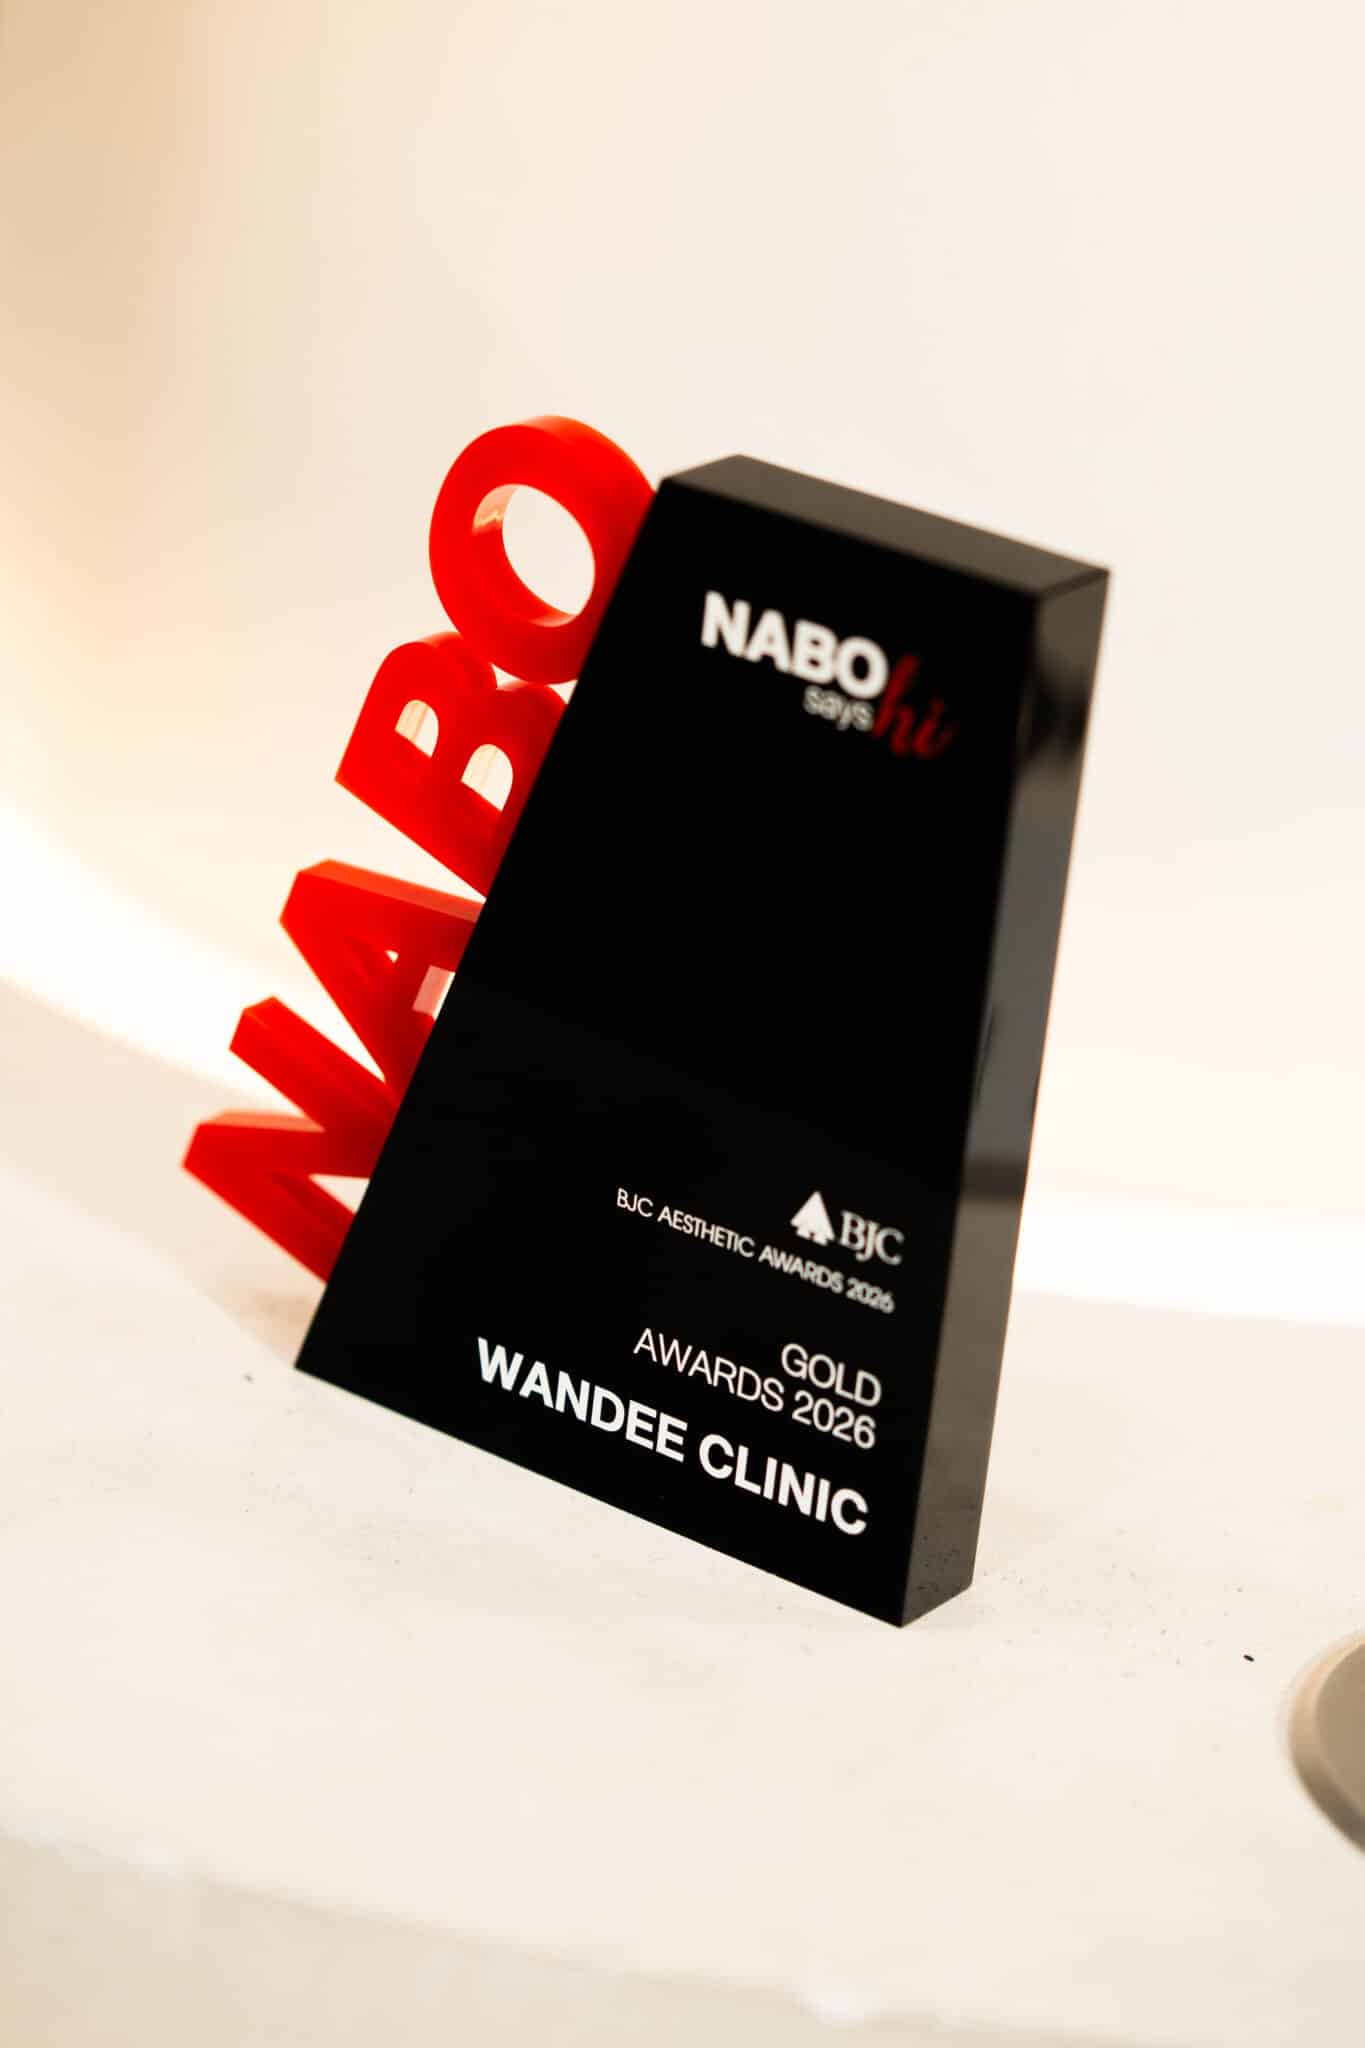 NABO
NABO
says hi
BJC
BJC AESTHETIC AWARDS 2026
GOLD
AWARDS 2026
WANDEE CLINIC